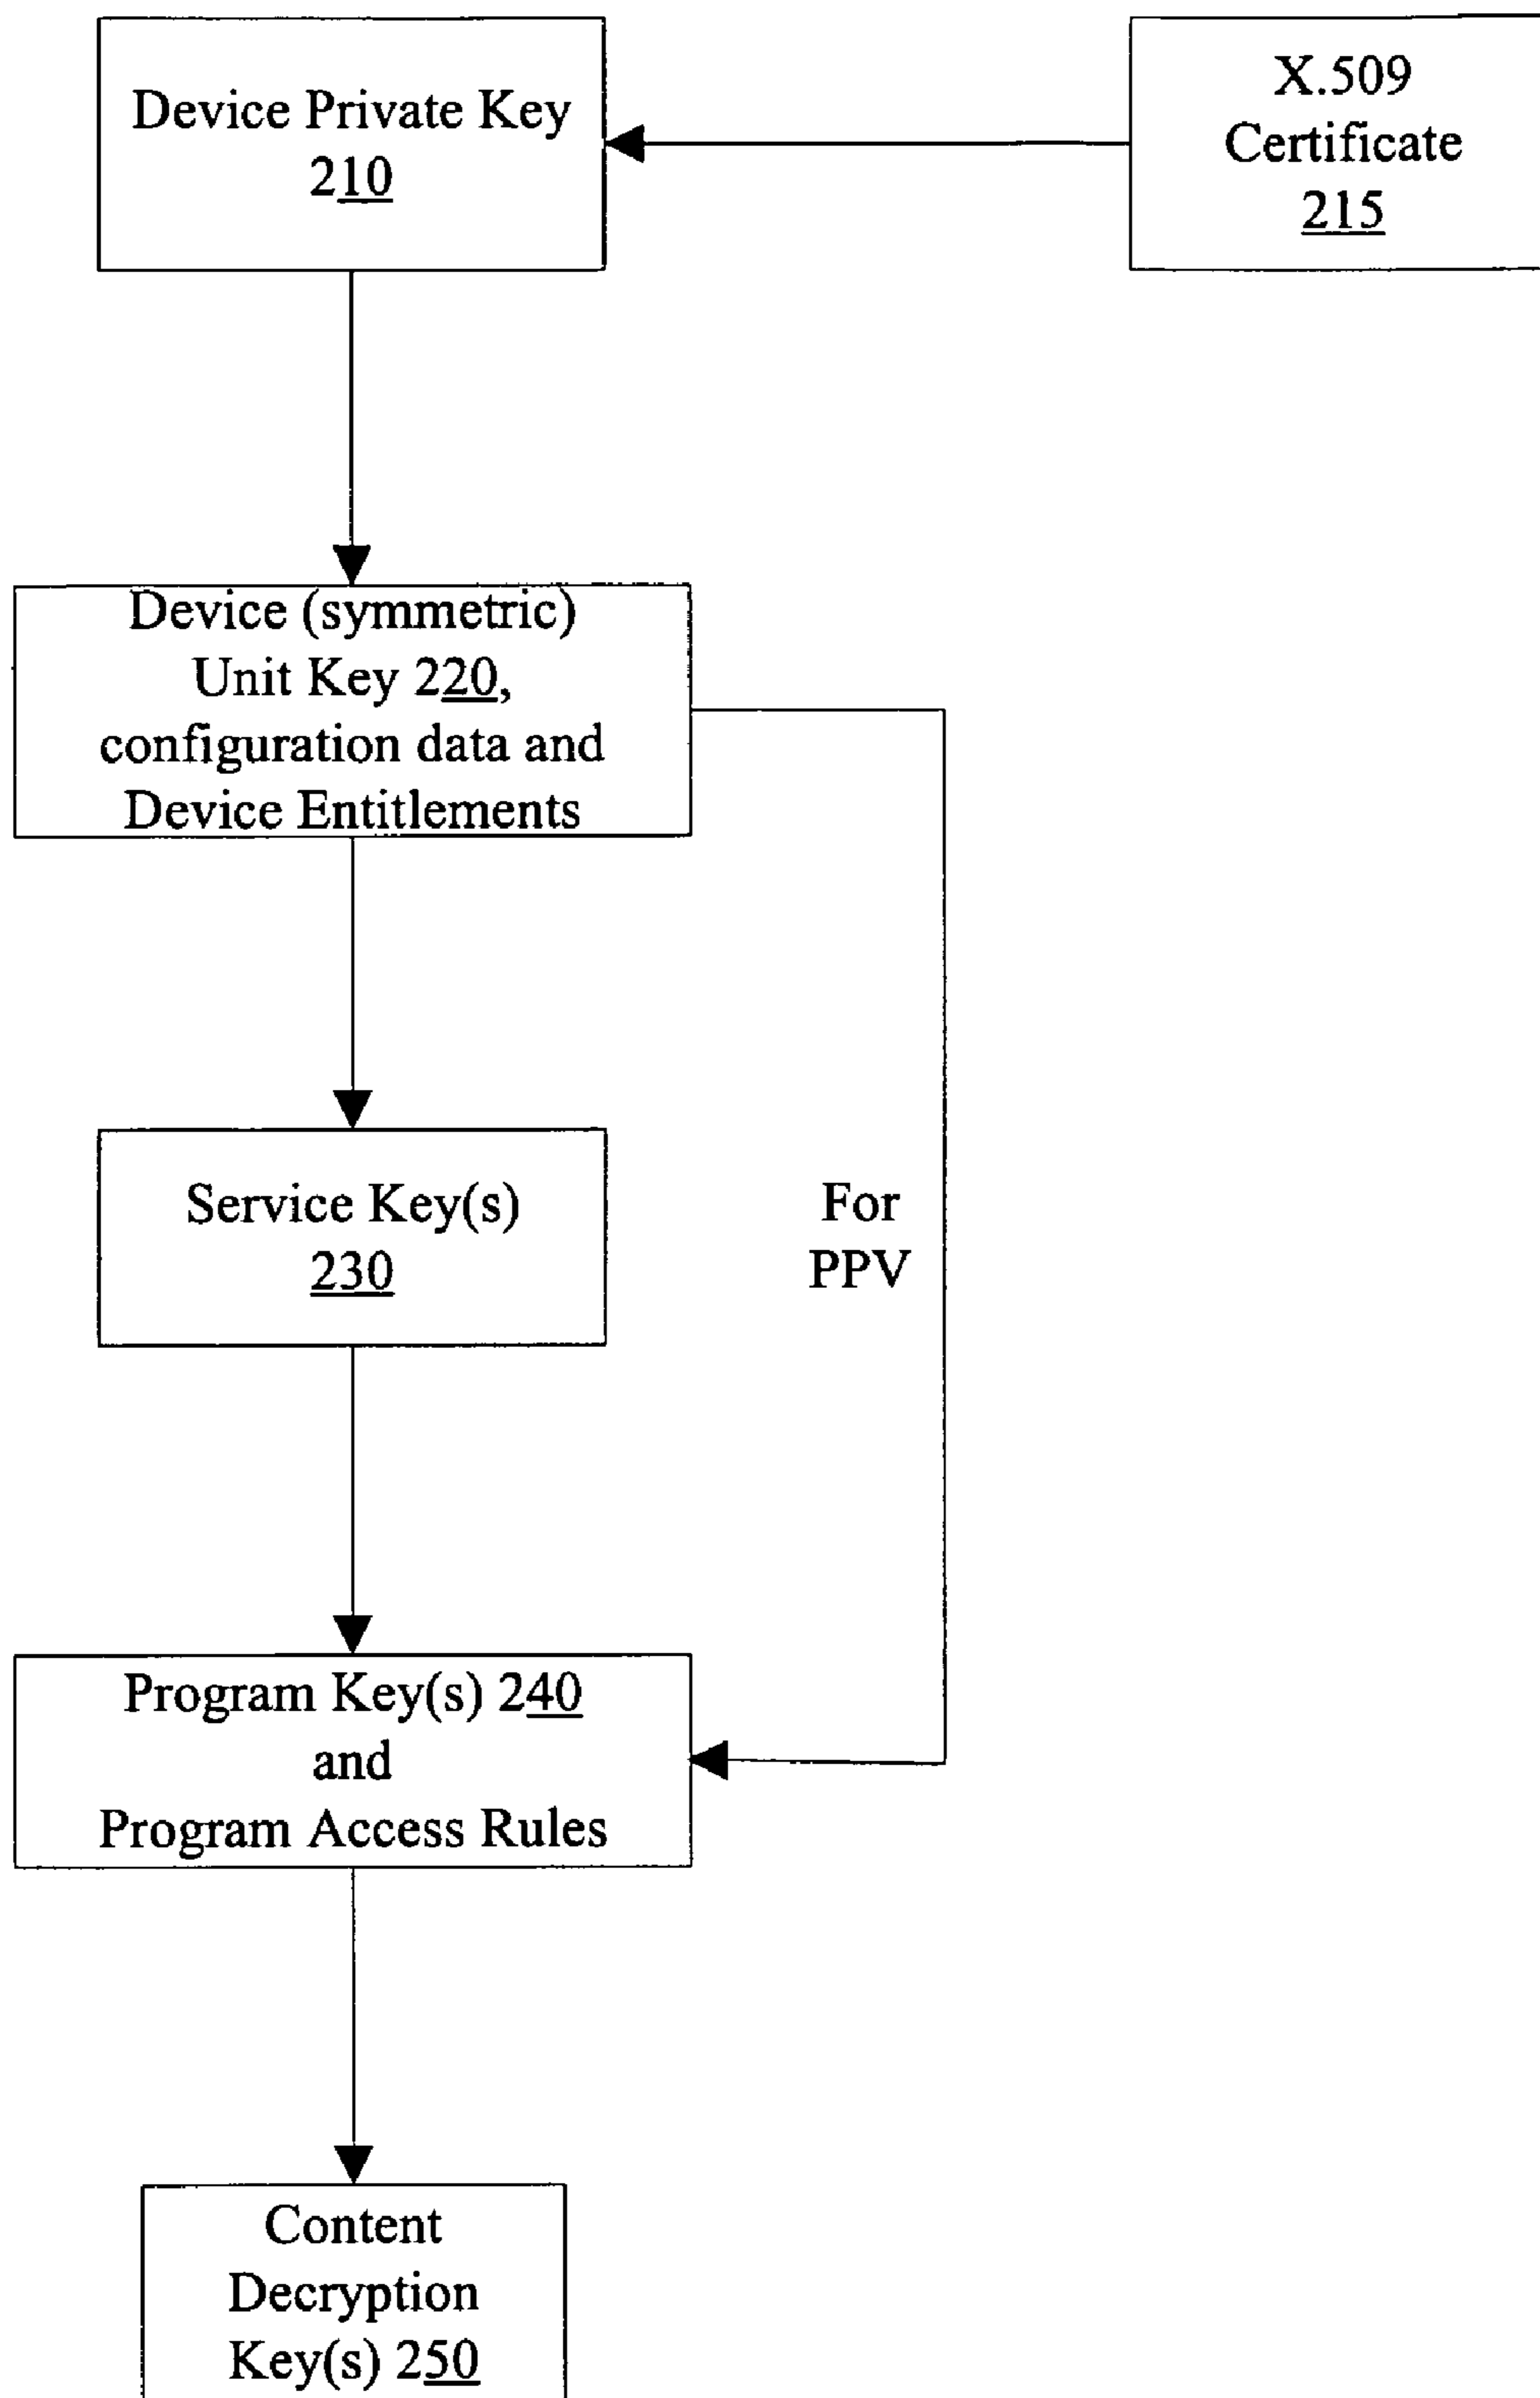 Device Private Key
210
X.509
Certificate
215
Device (symmetric)
Unit Key 220,
configuration data and
Device Entitlements
Service Key(s)
230
For
PPV
Program Key(s) 240
and
Program Access Rules
Content
Decryption
Key(s) 250